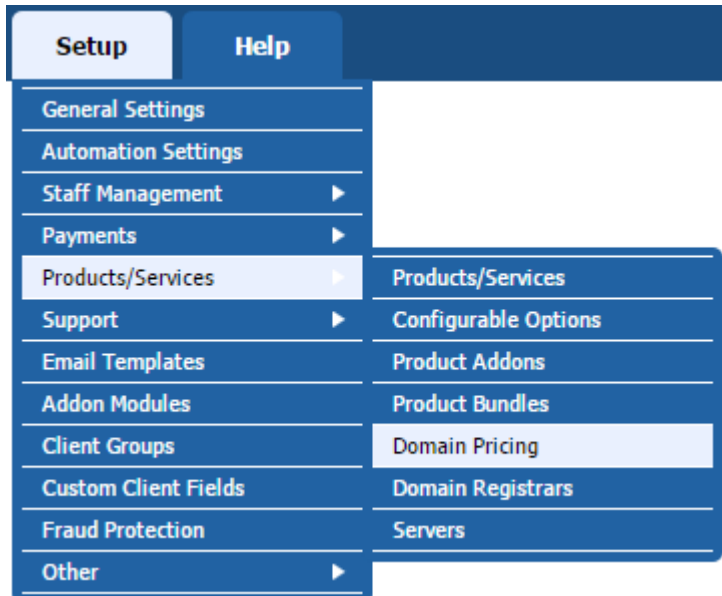 Setup
Help
General Settings
Automation Settings
Staff Management
Payments
Products/Services
Support
Email Templates
Addon Modules
Client Groups
Custom Client Fields
Fraud Protection
Other
Products/Services
Configurable Options
Product Addons
Product Bundles
Domain Pricing
Domain Registrars
Servers